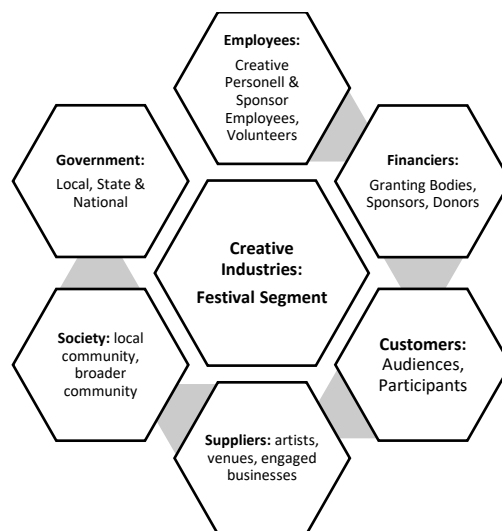 Employees:
Creative
Personell &
Sponsor
Employees,
Volunteers
Government:
Local, State &
National
Financiers:
Granting Bodies,
Sponsors, Donors
Creative
Industries:
Festival Segment
Society: local
community,
broader
community
Customers:
Audiences,
Participants
Suppliers: artists,
venues, engaged
businesses